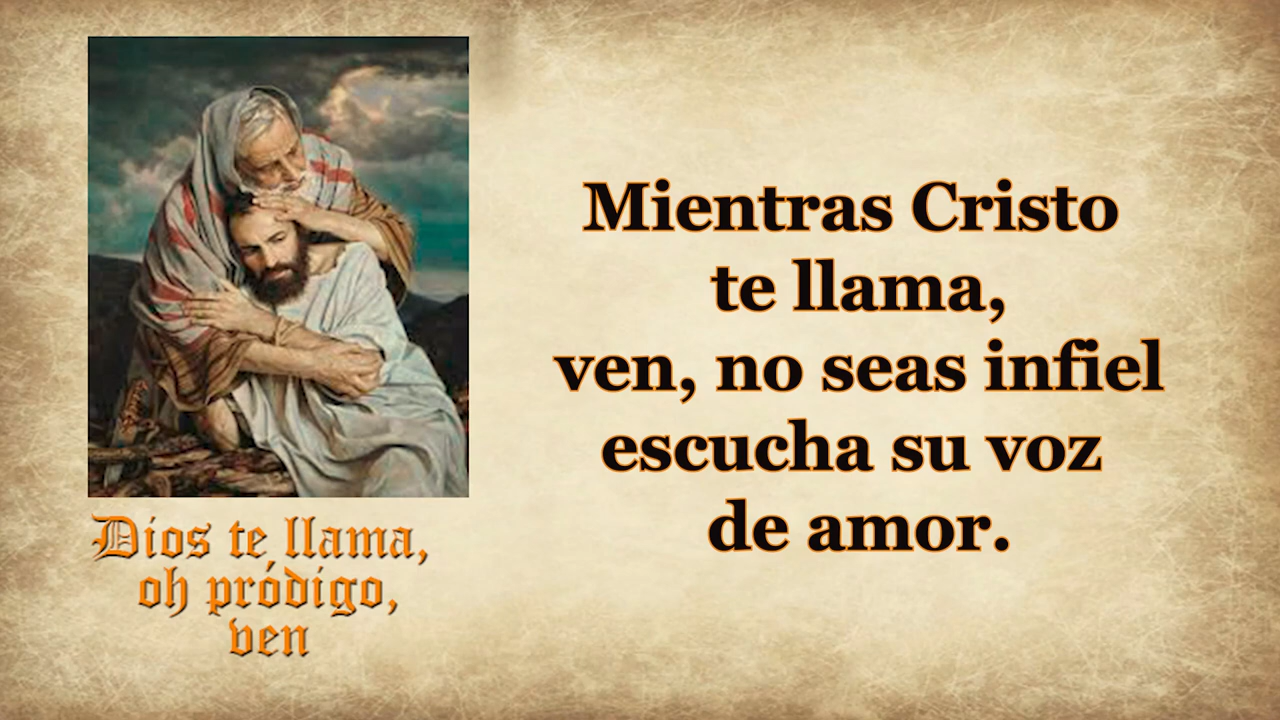 Mientras Cristo
te llama,
ven, no seas infiel
escucha su voz
de amor.
Dios te llama,
oh pródigo,
ven